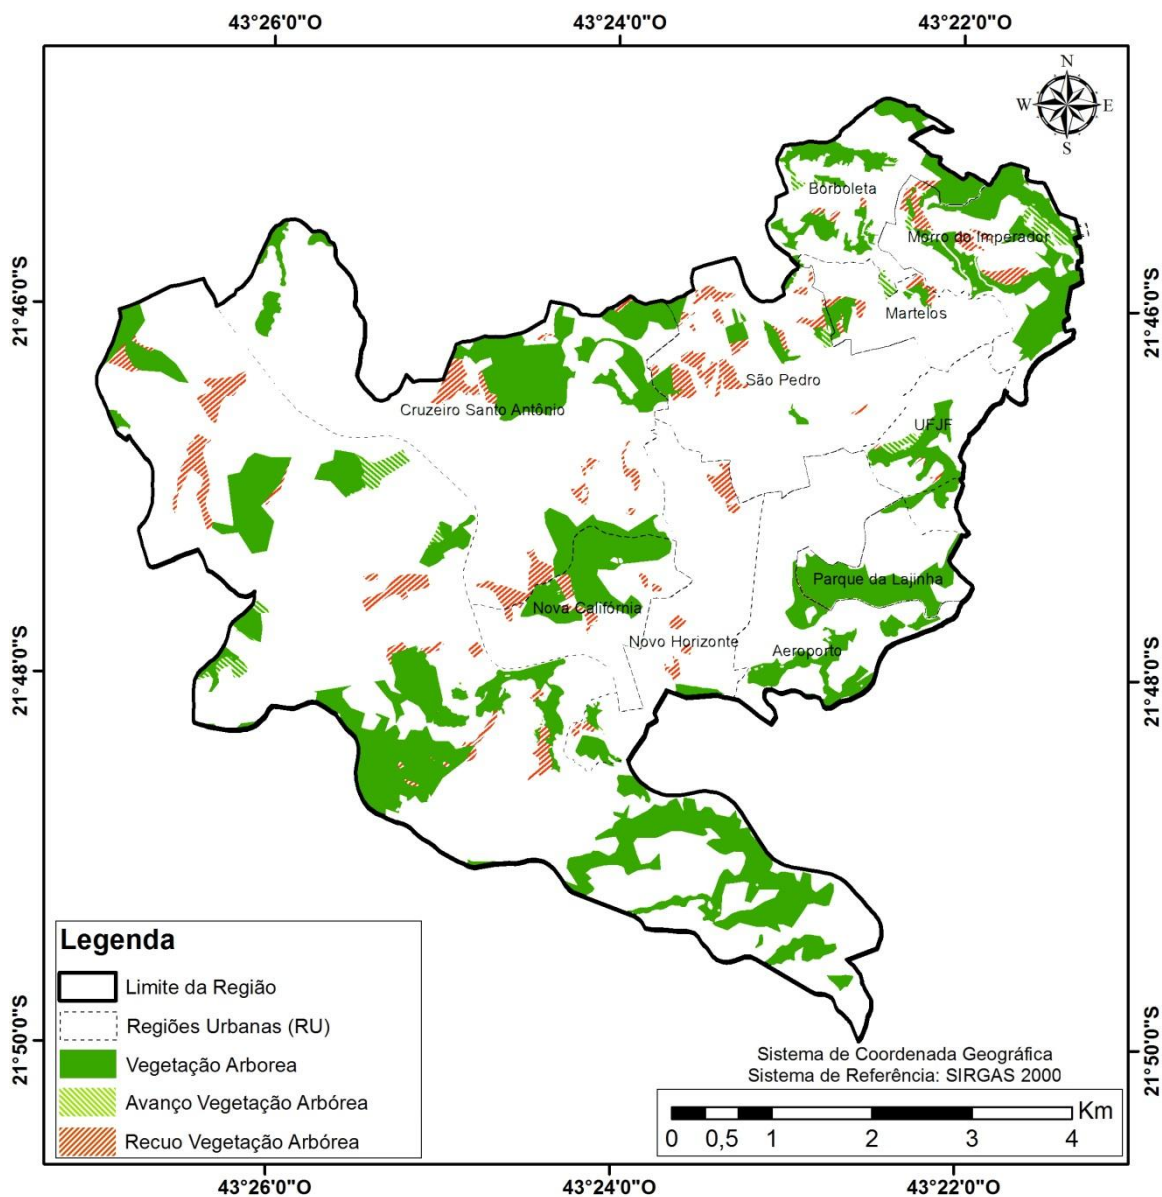 43°26'0"O 43°24'0"O 43°22'0"O
N
W E
S
Borboleta
Morro do Imperador
21°46'0"S
21°46'0"S
Martelos
São Pedro
Cruzeiro Santo Antônio
UFJF
Parque da Lajinha
Nova Califórnia
Novo Horizonte
Aeroporto
21°48'0"S
21°48'0"S
Legenda
Limite da Região
Regiões Urbanas (RU)
Vegetação Arborea
Avanço Vegetação Arbórea
Recuo Vegetação Arbórea
21°50'0"S
21°50'0"S
Sistema de Coordenada Geográfica
Sistema de Referência: SIRGAS 2000
Km
0 0,5 1 2 3 4
43°26'0"O 43°24'0"O 43°22'0"O